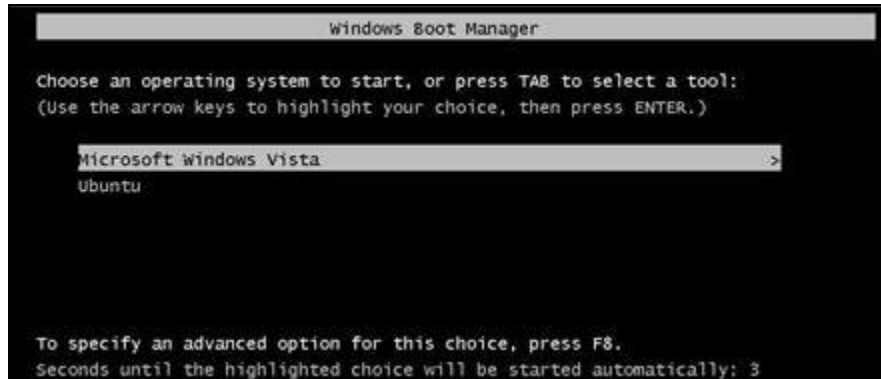 Windows Boot Manager
Choose an operating system to start, or press TAB to select a tool:
(Use the arrow keys to highlight your choice, then press ENTER.)
Microsoft Windows Vista >
Ubuntu
To specify an advanced option for this choice, press F8.
Seconds until the highlighted choice will be started automatically: 3